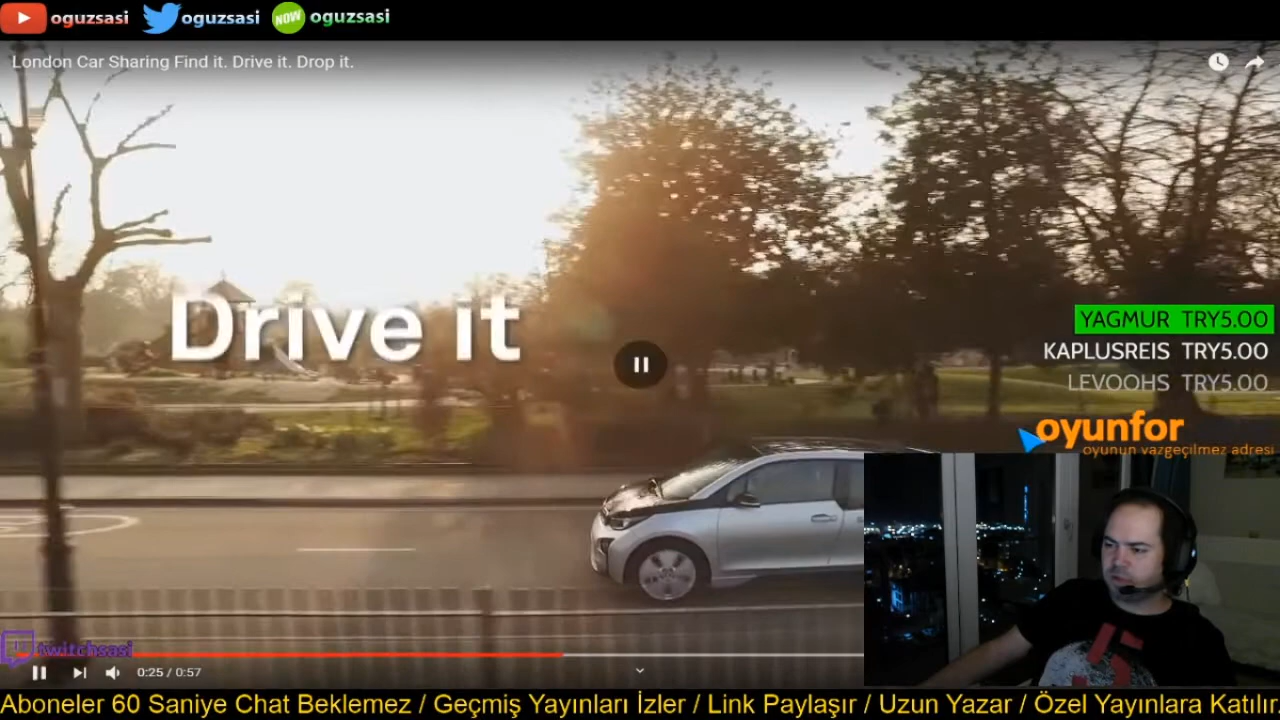 oguzsasi oguzsasi NOW oguzsasi
London Car Sharing Find it. Drive it. Drop it.
Drive it
YAGMUR TRY5.00
KAPLUSREIS TRY5.00
LEVOOHS TRY5.00
oyunfor
oyunun vazgeçilmez adresi
twitchsasi
0:25 / 0:57
Aboneler 60 Saniye Chat Beklemez / Geçmiş Yayınları İzler / Link Paylaşır / Uzun Yazar / Özel Yayınlara Katılır.